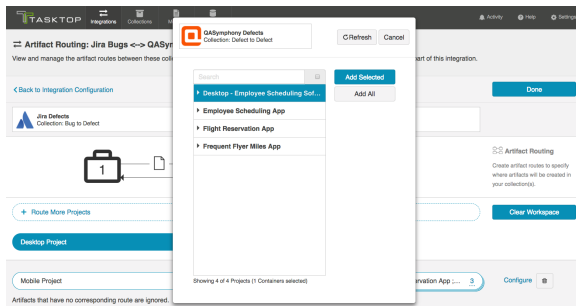 TASKTOP
Integrations
Collections
Activity
Help
Settings
Artifact Routing: Jira Bugs <-> QASyr
View and manage the artifact routes between these coll
art of this integration.
QASymphony Defects
Collection: Defect to Defect
Refresh
Cancel
Back to Integration Configuration
Done
Search
Add Selected
Add All
Desktop - Employee Scheduling Sof...
Employee Scheduling App
Flight Reservation App
Frequent Flyer Miles App
Jira Defects
Collection: Bug to Defect
1
Artifact Routing
Create artifact routes to specify
where artifacts will be created in
your collection(s).
+ Route More Projects
Clear Workspace
Desktop Project
Mobile Project
Showing 4 of 4 Projects (1 Containers selected)
rvation App ;... 3
Configure
Artifacts that have no corresponding route are ignored.